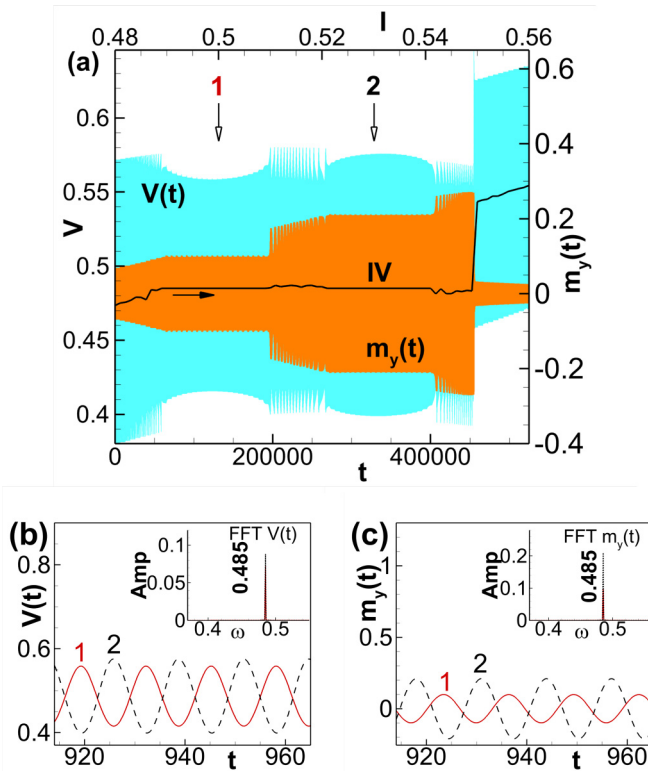 I
0.48 0.5 0.52 0.54 0.56
(a)
1 2
0.6 0.55 0.5 0.45 0.4
V
V(t)
IV
m_y(t)
0.6 0.4 0.2 0 -0.2 -0.4
m_y(t)
0 200000 400000
t
(b)
FFT V(t)
0.1 0.05 0
Amp
0.485
0.4 ω 0.5
0.8 0.6 0.4
V(t)
1 2
920 940 t 960
(c)
FFT m_y(t)
0.2 0.1 0
Amp
0.485
0.4 ω 0.5
1 0.5 0
m_y(t)
1 2
920 940 t 960